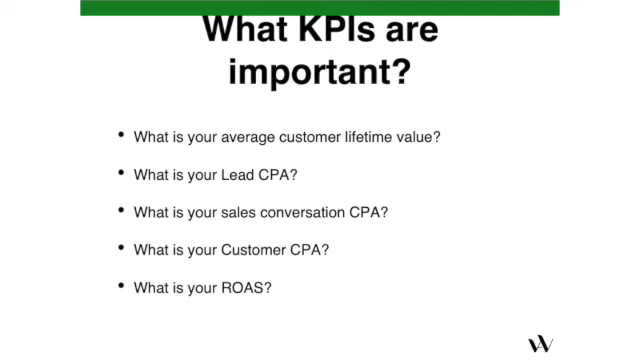 What KPIs are
important?
• What is your average customer lifetime value?
• What is your Lead CPA?
• What is your sales conversation CPA?
• What is your Customer CPA?
• What is your ROAS?